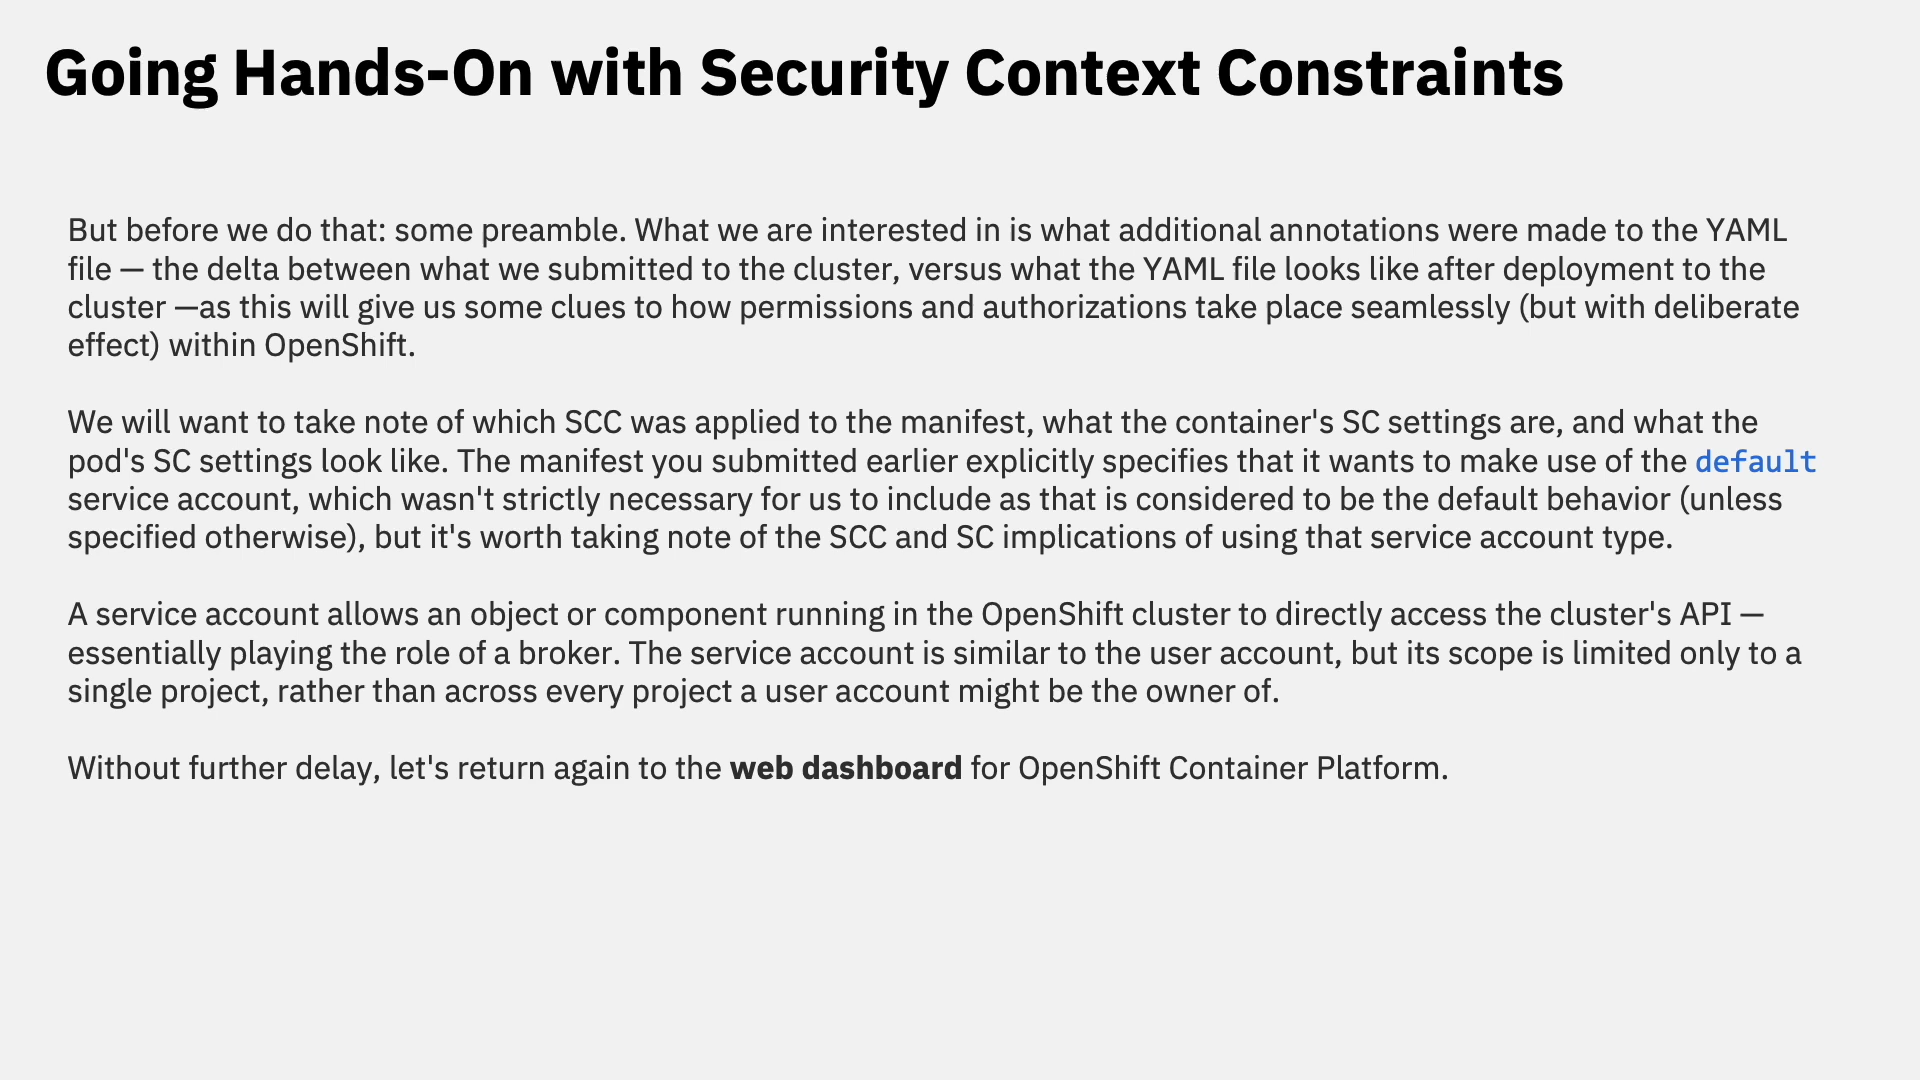 Going Hands-On with Security Context Constraints
But before we do that: some preamble. What we are interested in is what additional annotations were made to the YAML
file — the delta between what we submitted to the cluster, versus what the YAML file looks like after deployment to the
cluster —as this will give us some clues to how permissions and authorizations take place seamlessly (but with deliberate
effect) within OpenShift.
We will want to take note of which SCC was applied to the manifest, what the container's SC settings are, and what the
pod's SC settings look like. The manifest you submitted earlier explicitly specifies that it wants to make use of the default
service account, which wasn't strictly necessary for us to include as that is considered to be the default behavior (unless
specified otherwise), but it's worth taking note of the SCC and SC implications of using that service account type.
A service account allows an object or component running in the OpenShift cluster to directly access the cluster's API —
essentially playing the role of a broker. The service account is similar to the user account, but its scope is limited only to a
single project, rather than across every project a user account might be the owner of.
Without further delay, let's return again to the web dashboard for OpenShift Container Platform.